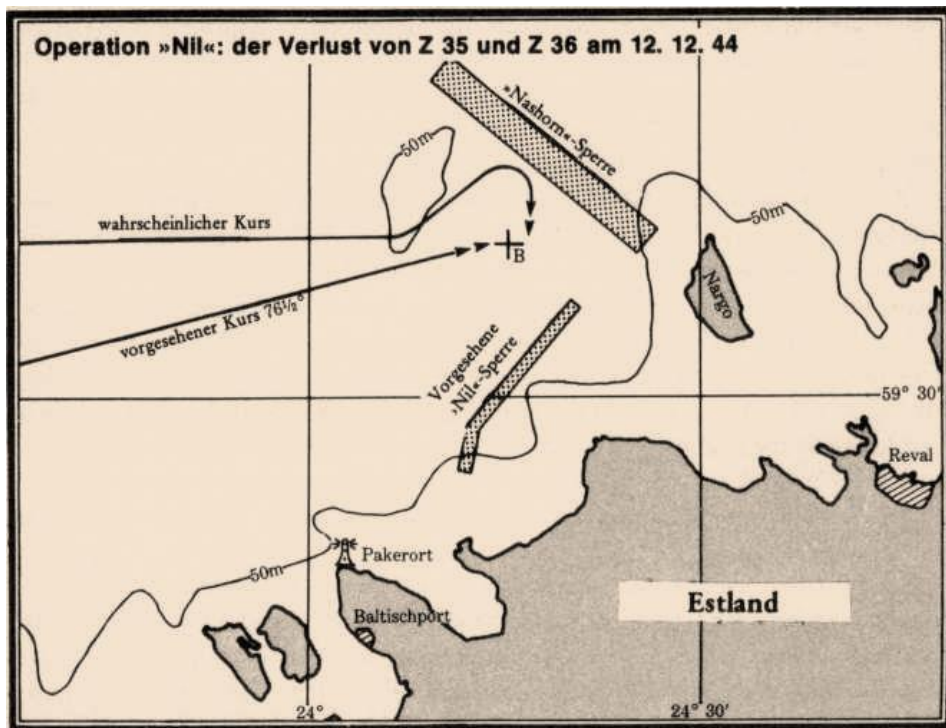 Operation »Nil«: der Verlust von Z 35 und Z 36 am 12. 12. 44
»Nashorn«-Sperre
50m
wahrscheinlicher Kurs
50m
B
Nargo
vorgesehener Kurs 76½°
Vorgesehene
»Nil«-Sperre
59° 30'
Reval
Pakerort
50m
Estland
Baltischport
24°
24° 30'